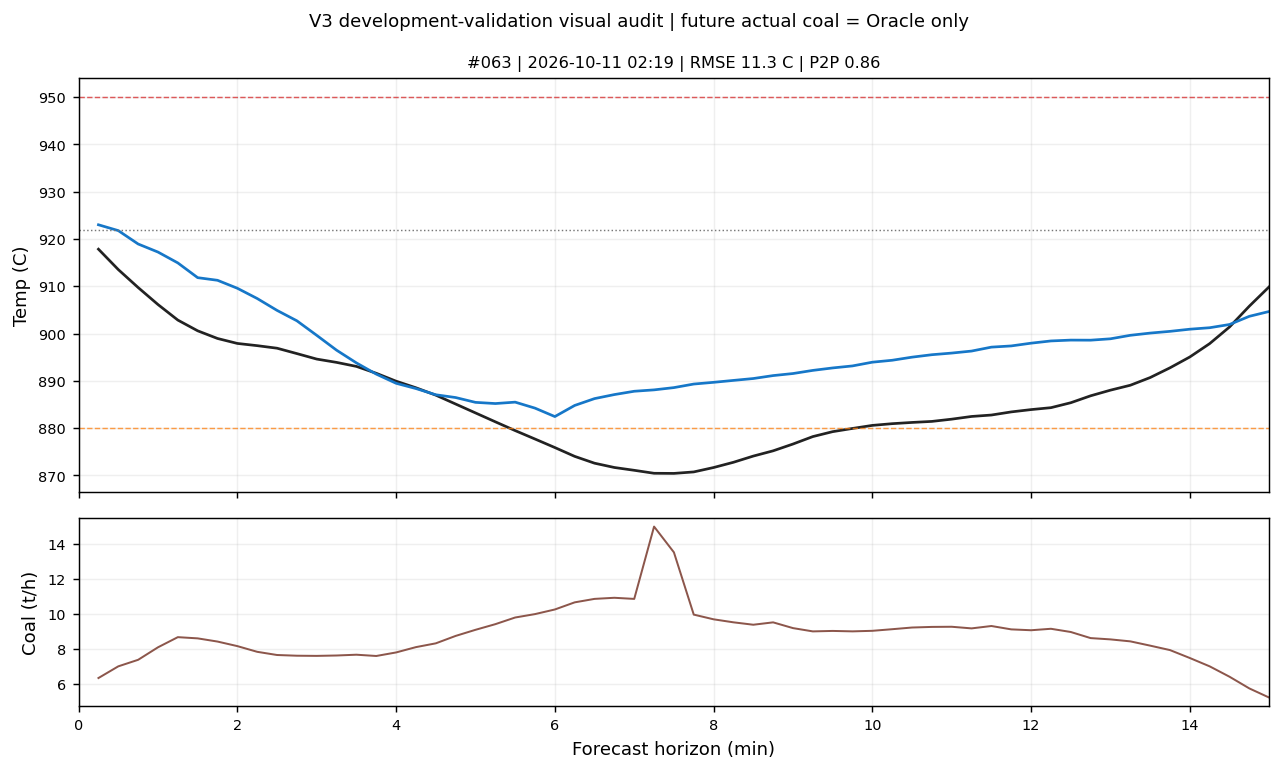 V3 development-validation visual audit | future actual coal = Oracle only
#063 | 2026-10-11 02:19 | RMSE 11.3 C | P2P 0.86
Temp (C)
950
940
930
920
910
900
890
880
870
Coal (t/h)
14
12
10
8
6
0 2 4 6 8 10 12 14
Forecast horizon (min)